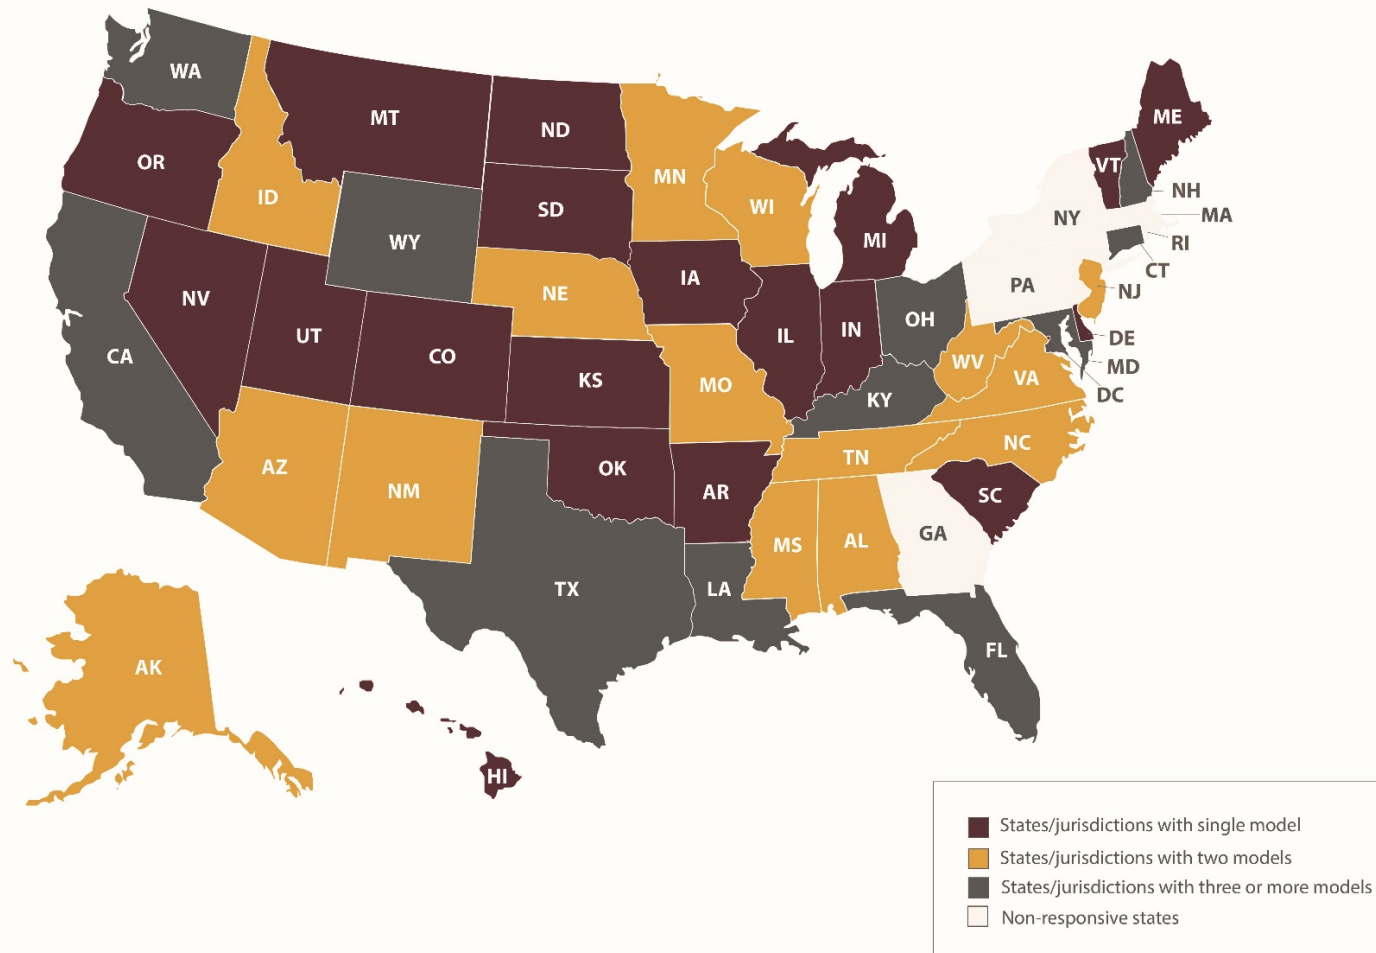 WA
MT
ND
ME
OR
MN
VT
ID
SD
WI
NH
NY
MA
WY
MI
RI
CT
IA
NE
PA
NJ
NV
OH
UT
IL
IN
DE
CA
CO
WV
MD
KS
MO
VA
DC
KY
NC
AZ
TN
OK
NM
AR
SC
GA
MS
AL
TX
LA
FL
AK
HI
States/jurisdictions with single model
States/jurisdictions with two models
States/jurisdictions with three or more models
Non-responsive states